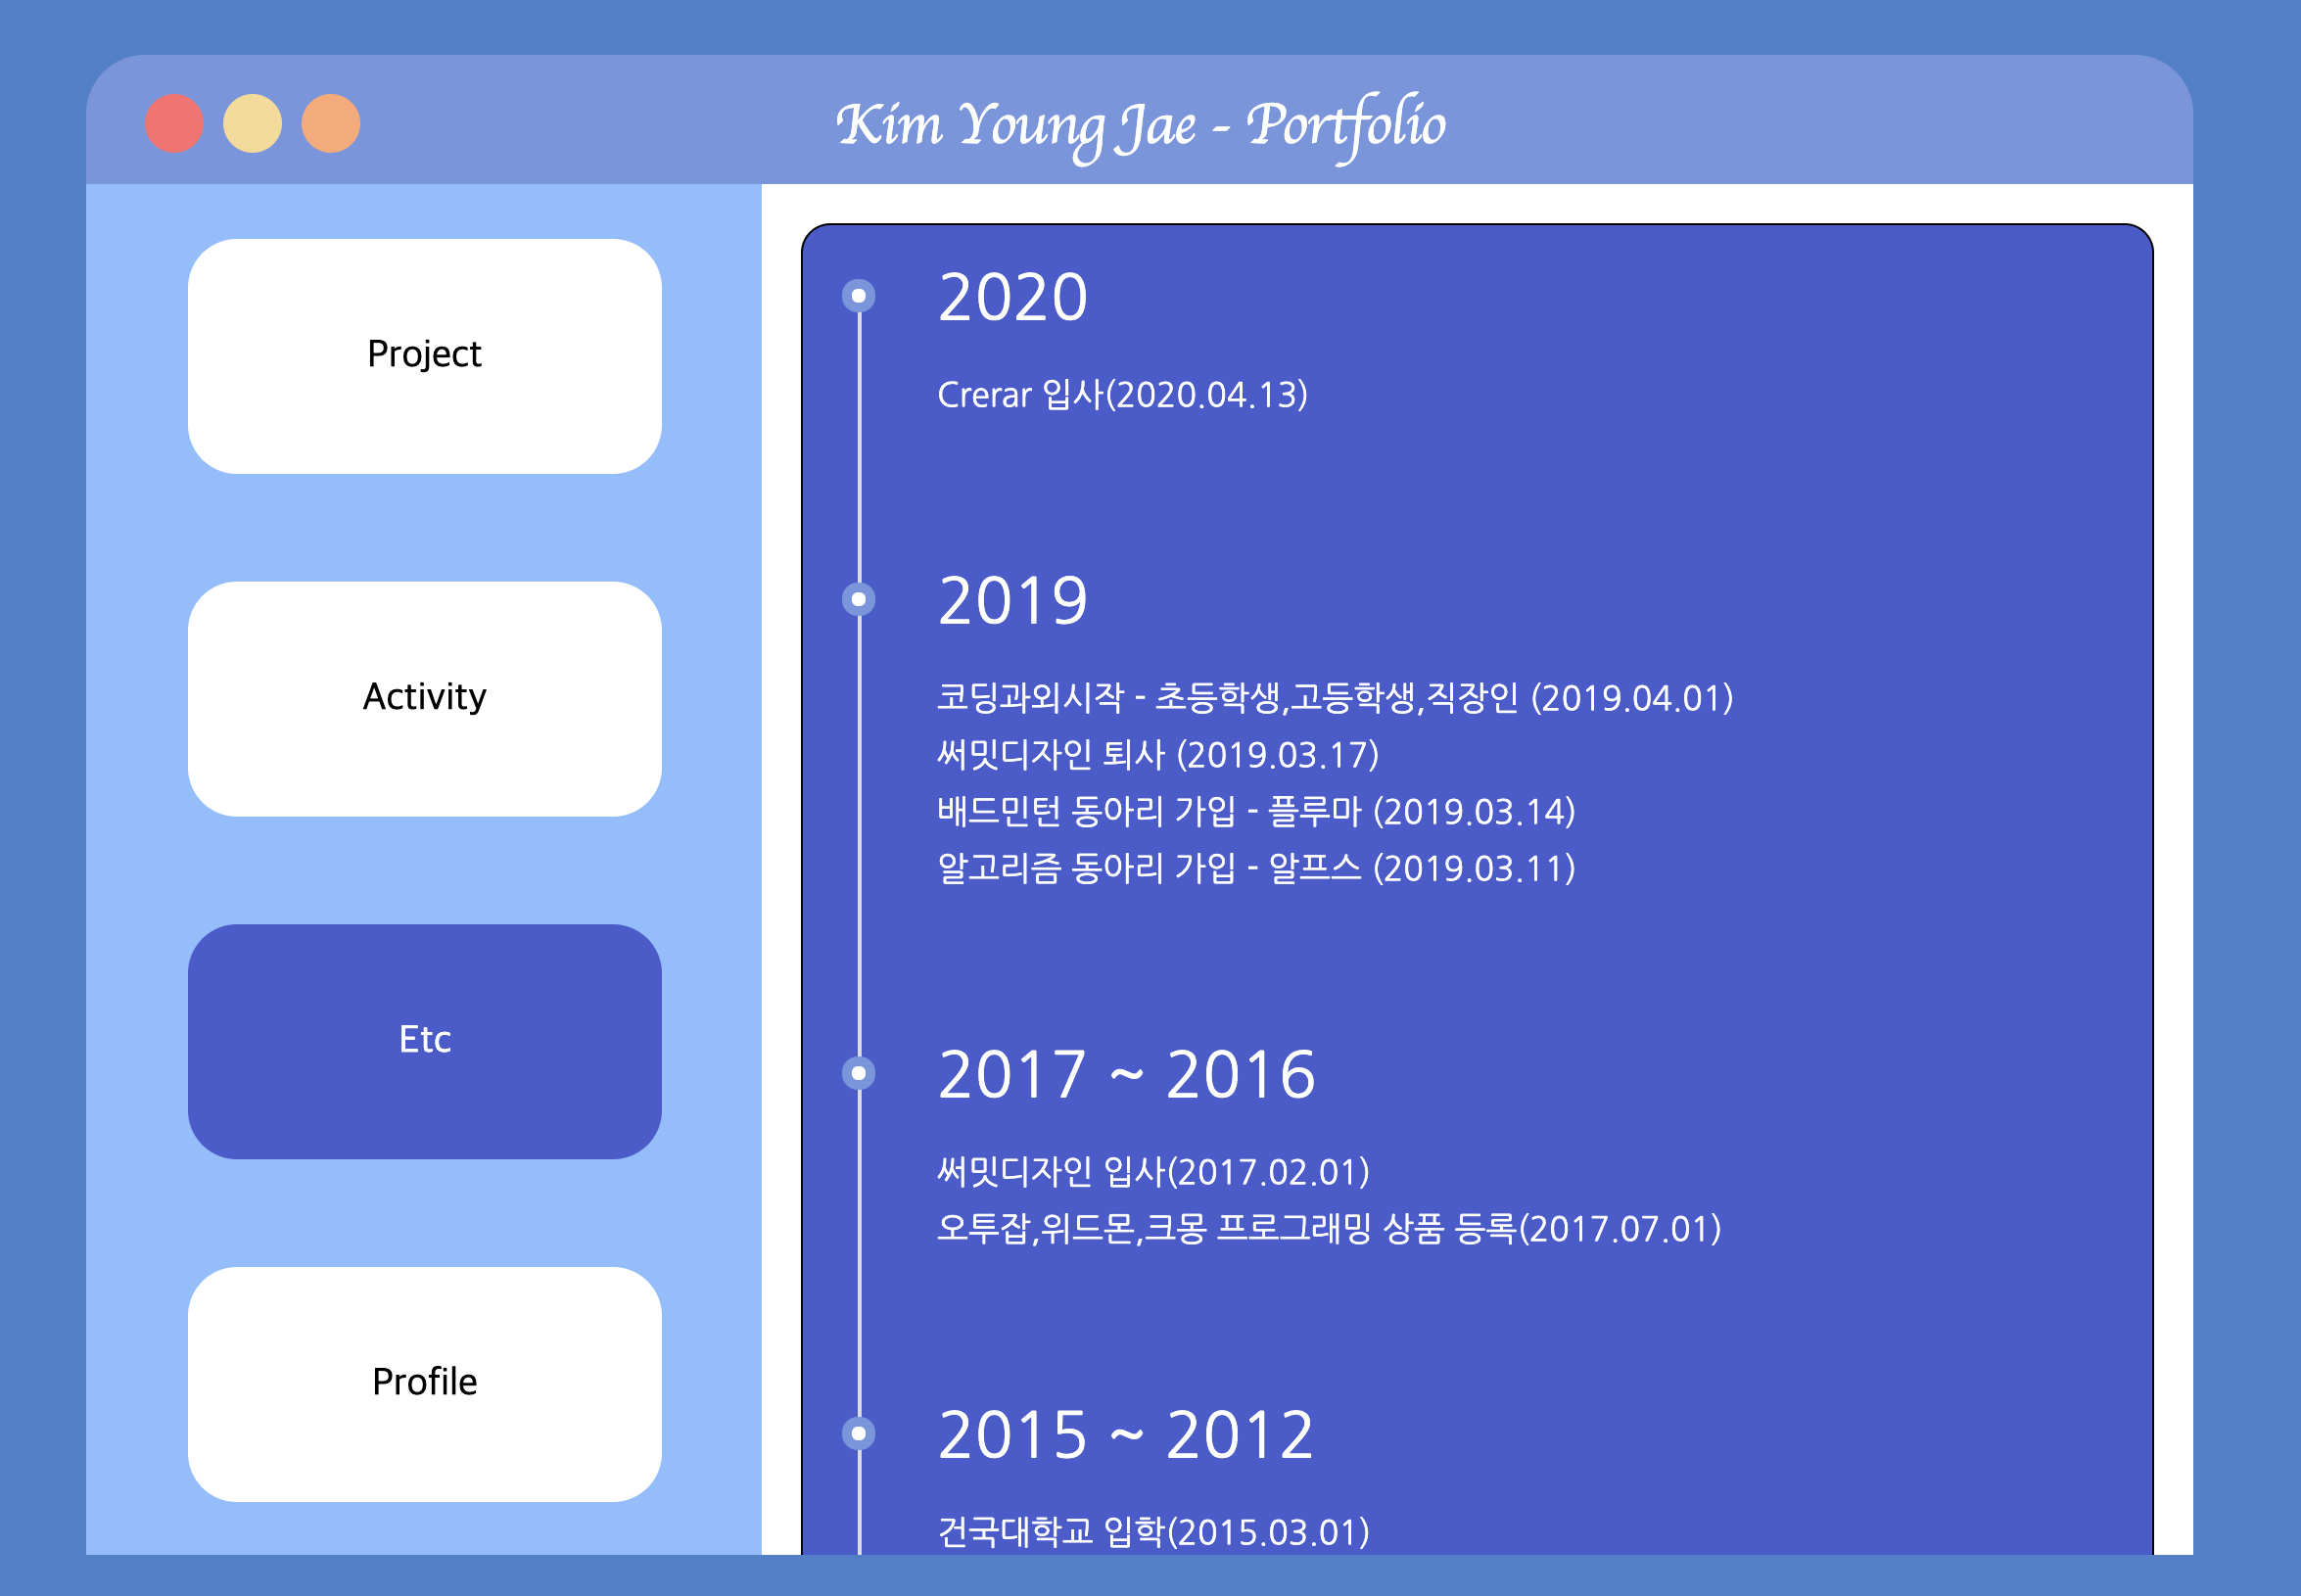 Kim Young Jae - Portfolio
Project
Activity
Etc
Profile
2020
Crerar 입사(2020.04.13)
2019
코딩과외시작 - 초등학생,고등학생,직장인 (2019.04.01)
써밋디자인 퇴사 (2019.03.17)
배드민턴 동아리 가입 - 플루마 (2019.03.14)
알고리즘 동아리 가입 - 알프스 (2019.03.11)
2017 ~ 2016
써밋디자인 입사(2017.02.01)
오투잡,위드몬,크몽 프로그래밍 상품 등록(2017.07.01)
2015 ~ 2012
건국대학교 입학(2015.03.01)